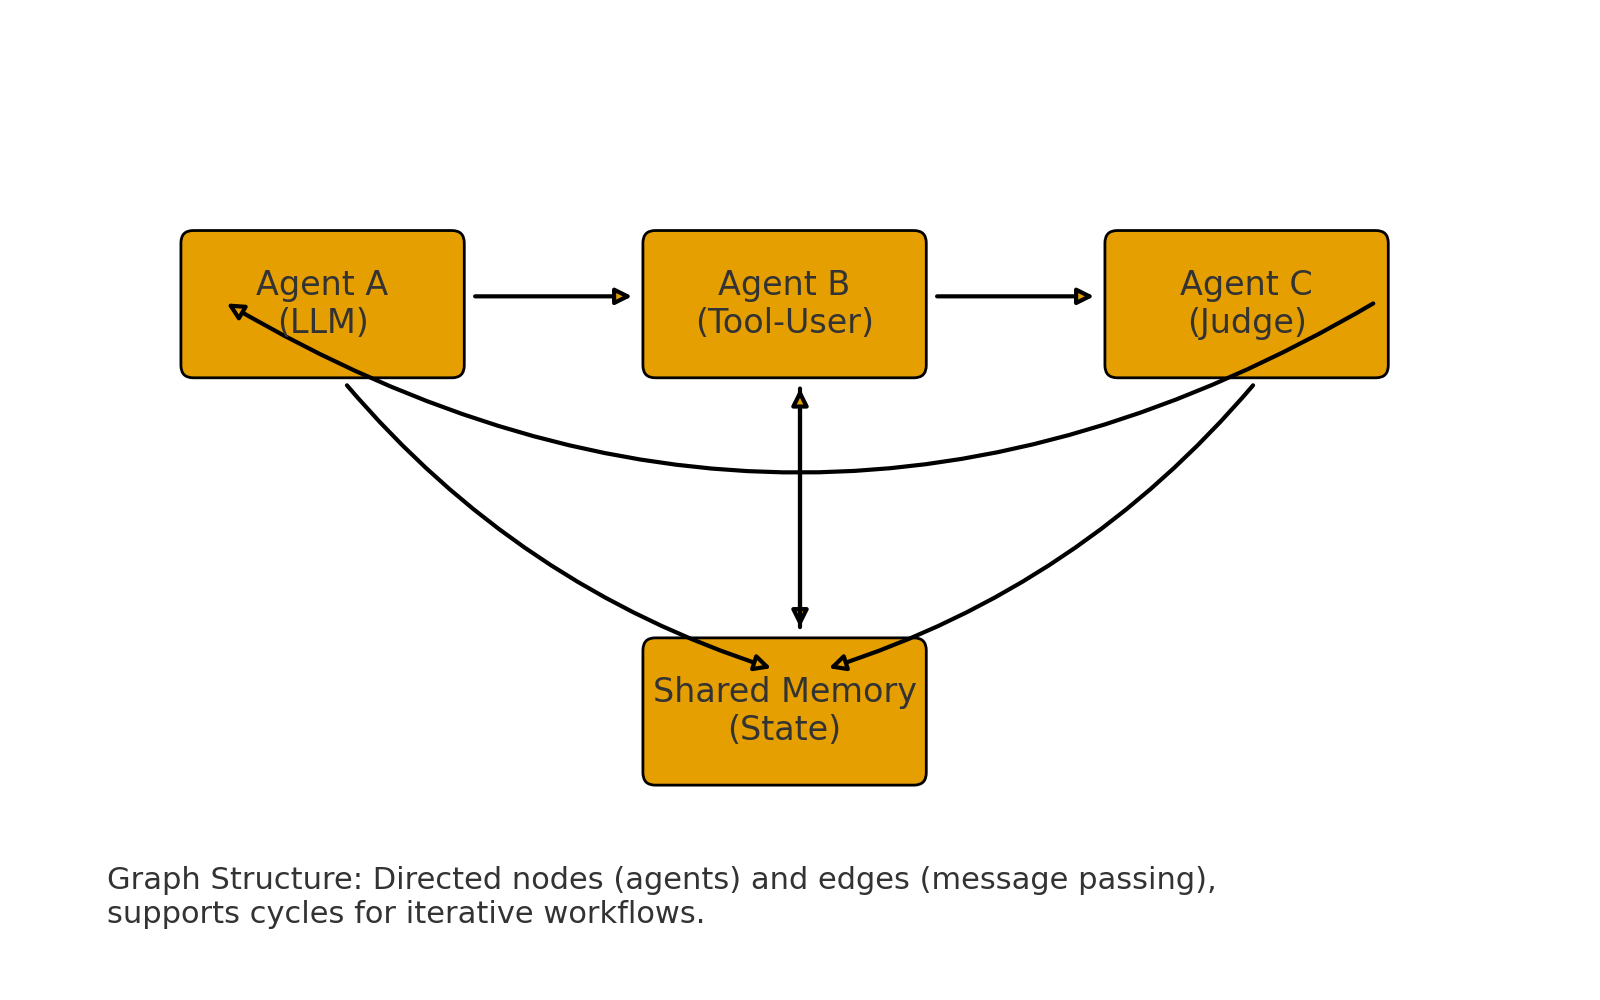 Agent A
(LLM)
Agent B
(Tool-User)
Agent C
(Judge)
Shared Memory
(State)
Graph Structure: Directed nodes (agents) and edges (message passing),
supports cycles for iterative workflows.